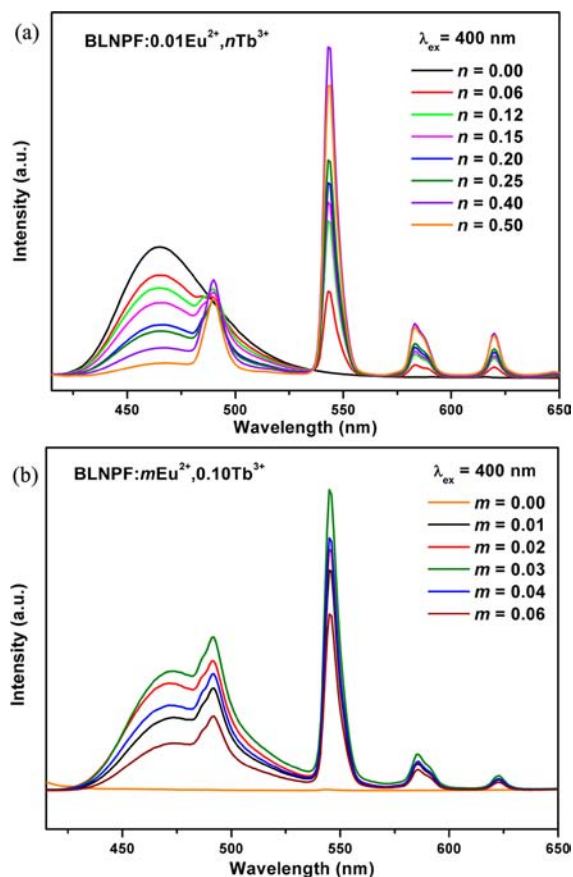 (a)
BLNPF:0.01Eu²⁺,nTb³⁺
λex = 400 nm
n = 0.00
n = 0.06
n = 0.12
n = 0.15
n = 0.20
n = 0.25
n = 0.40
n = 0.50
Intensity (a.u.)
450 500 550 600 650
Wavelength (nm)
(b)
BLNPF:mEu²⁺,0.10Tb³⁺
λex = 400 nm
m = 0.00
m = 0.01
m = 0.02
m = 0.03
m = 0.04
m = 0.06
Intensity (a.u.)
450 500 550 600 650
Wavelength (nm)